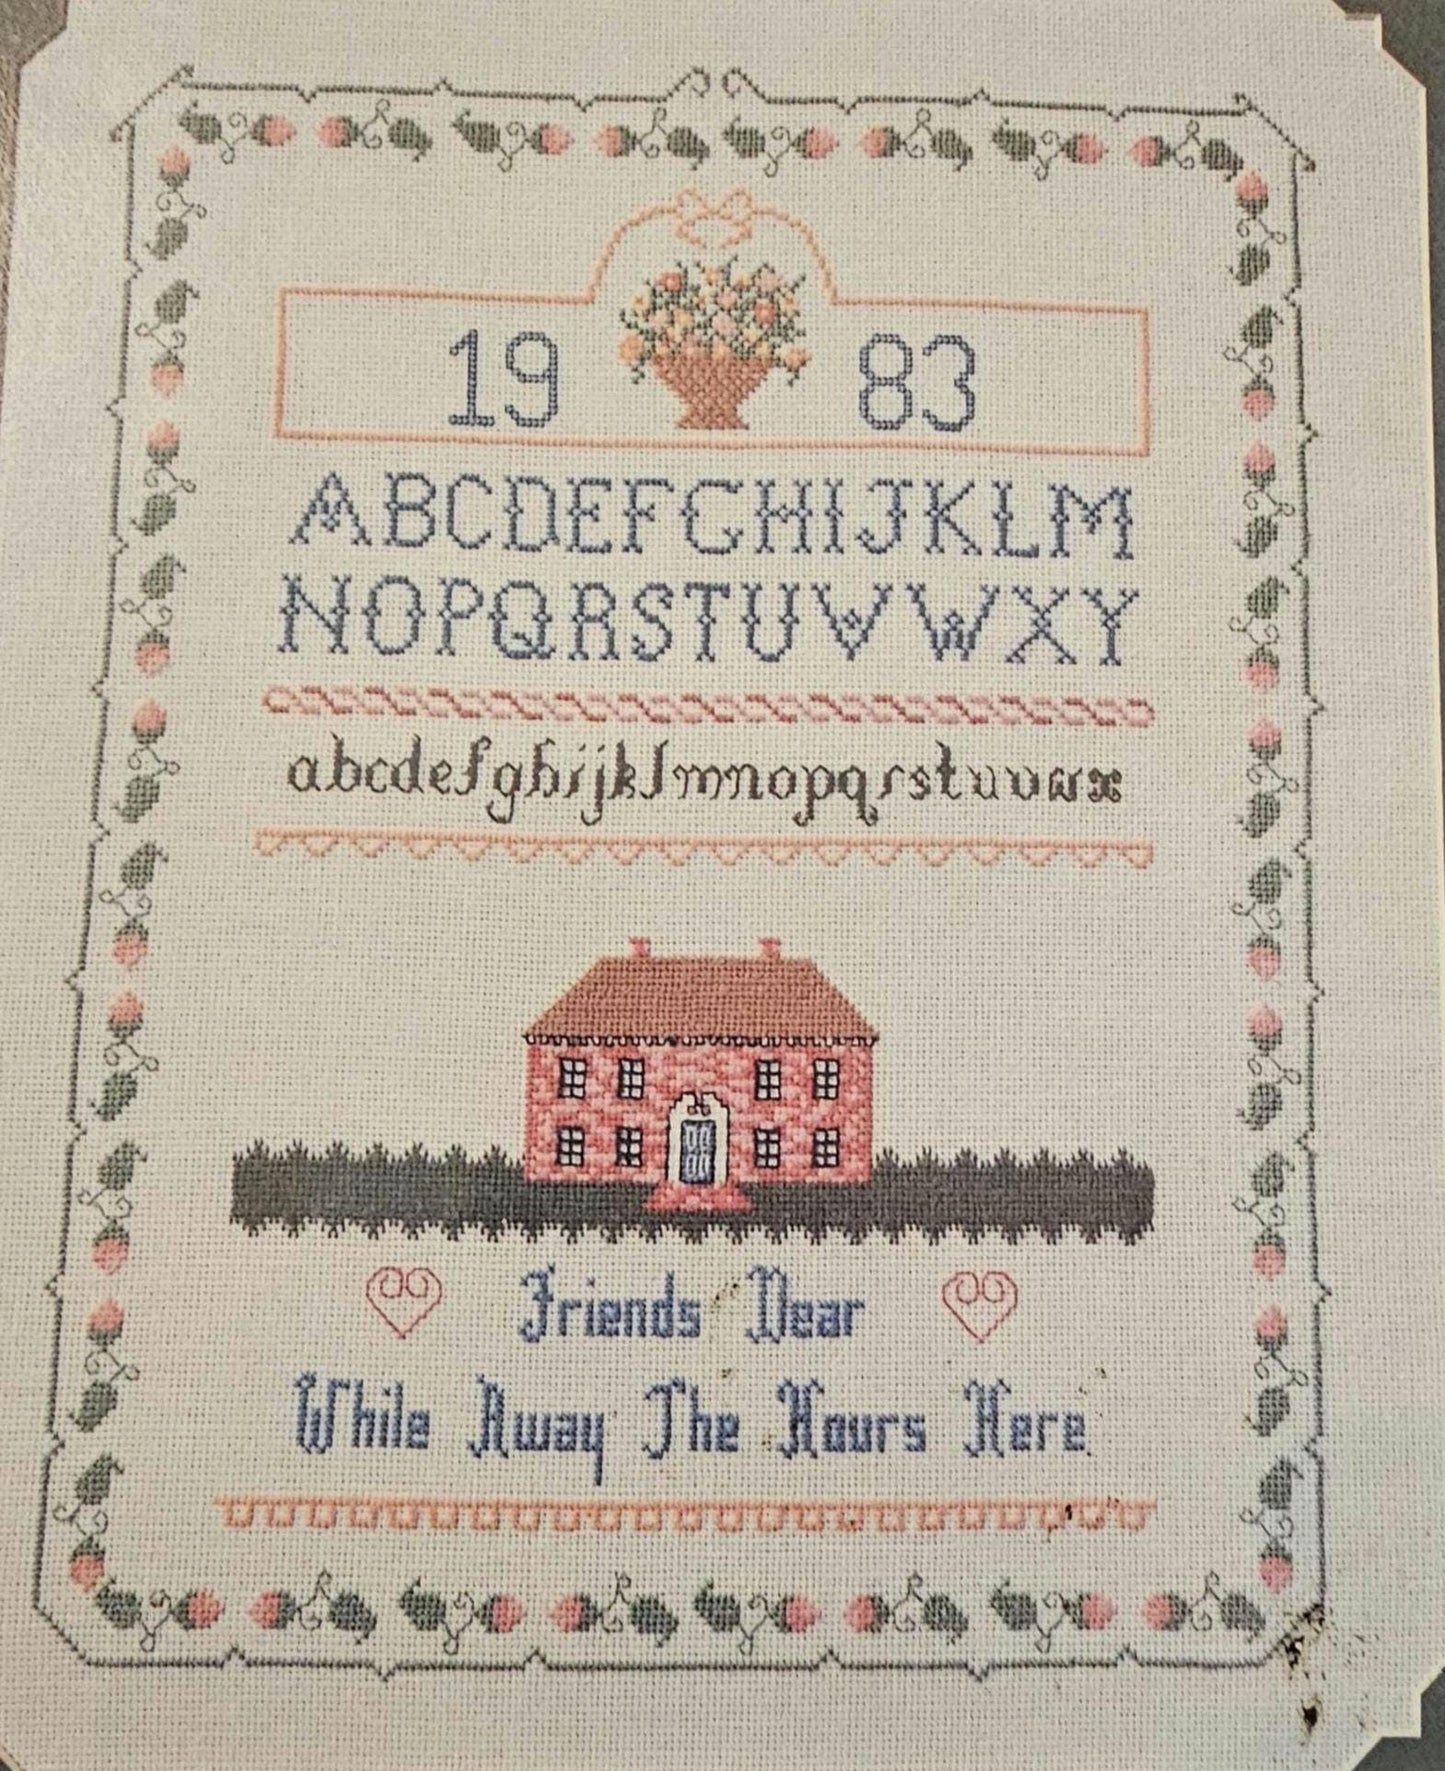 19 83
ABCDEFGHIJKLM
NOPQRSTUVWXY
abcdefghijklmnopqrstuvwx
Friends Dear
While Away The Hours Here